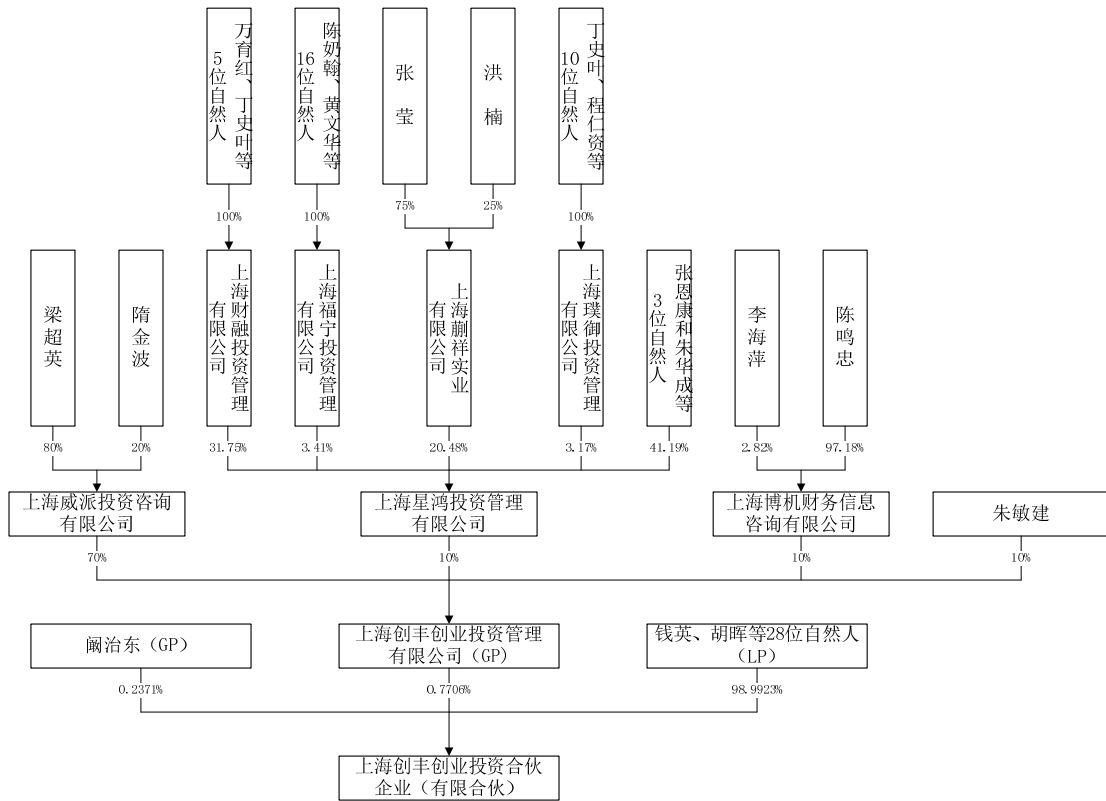 万育红、丁史叶等
5位自然人
陈奶翰、黄文华等
16位自然人
张莹
洪楠
丁史叶、程仁资等
10位自然人
100%
100%
75%
25%
100%
梁超英
隋金波
上海财融投资管理
有限公司
上海福宁投资管理
有限公司
上海蒯祥实业
有限公司
上海璞御投资管理
有限公司
张恩康和朱华成等
3位自然人
李海萍
陈鸣忠
80%
20%
31.75%
3.41%
20.48%
3.17%
41.19%
2.82%
97.18%
上海威派投资咨询
有限公司
上海星鸿投资管理
有限公司
上海博机财务信息
咨询有限公司
朱敏建
70%
10%
10%
10%
阚治东（GP）
上海创丰创业投资管理
有限公司（GP）
钱英、胡晖等28位自然人
（LP）
0.2371%
0.7706%
98.9923%
上海创丰创业投资合伙
企业（有限合伙）